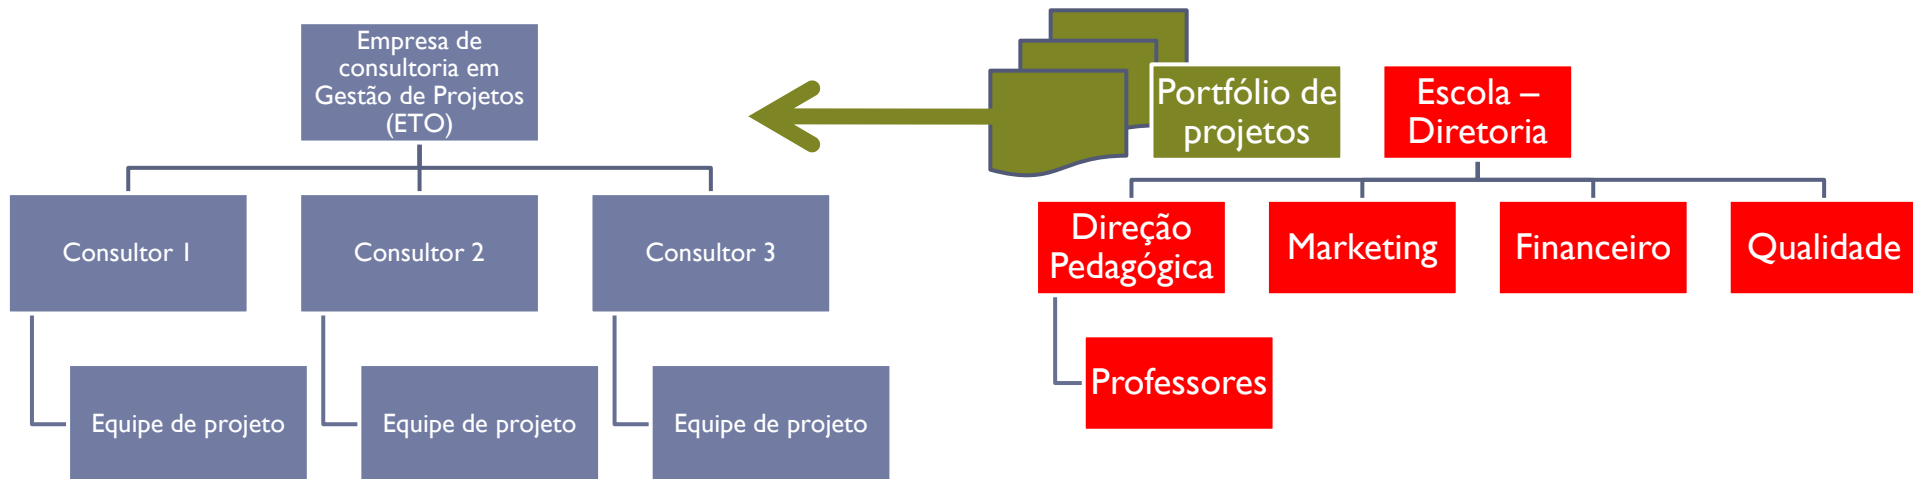 Empresa de
consultoria em
Gestão de Projetos
(ETO)
Consultor 1
Consultor 2
Consultor 3
Equipe de projeto
Equipe de projeto
Equipe de projeto
Portfólio de
projetos
Escola –
Diretoria
Direção
Pedagógica
Marketing
Financeiro
Qualidade
Professores